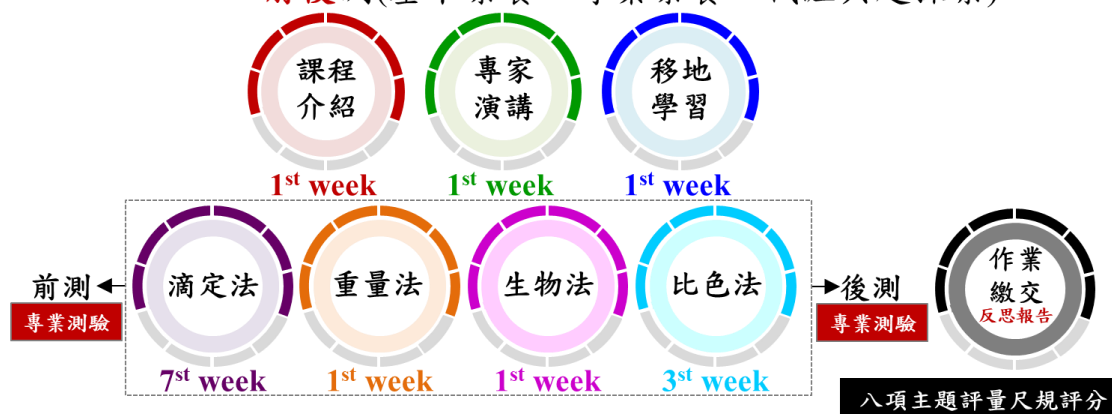 課程
介紹
專家
演講
移地
學習
1st week
1st week
1st week
前測
專業測驗
滴定法
重量法
生物法
比色法
後測
專業測驗
作業
繳交
反思報告
7st week
1st week
1st week
3st week
八項主題評量尺規評分